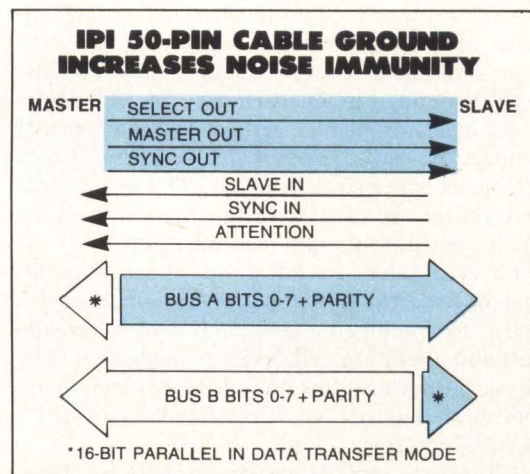 IPI 50-PIN CABLE GROUND
INCREASES NOISE IMMUNITY
MASTER SELECT OUT SLAVE
MASTER OUT
SYNC OUT
SLAVE IN
SYNC IN
ATTENTION
* BUS A BITS 0-7 + PARITY
BUS B BITS 0-7 + PARITY *
*16-BIT PARALLEL IN DATA TRANSFER MODE